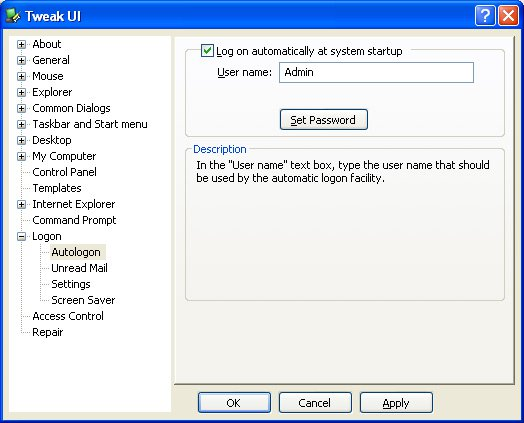 Tweak UI
About
General
Mouse
Explorer
Common Dialogs
Taskbar and Start menu
Desktop
My Computer
Control Panel
Templates
Internet Explorer
Command Prompt
Logon
Autologon
Unread Mail
Settings
Screen Saver
Access Control
Repair
Log on automatically at system startup
User name: Admin
Set Password
Description
In the "User name" text box, type the user name that should
be used by the automatic logon facility.
OK Cancel Apply